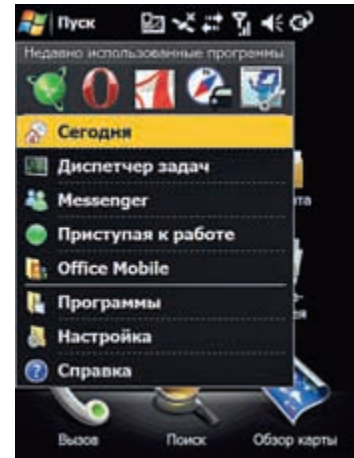 Пуск
Недавно использованные программы
Сегодня
Диспетчер задач
Messenger
Приступая к работе
Office Mobile
Программы
Настройка
Справка
Вызов
Поиск
Обзор карты